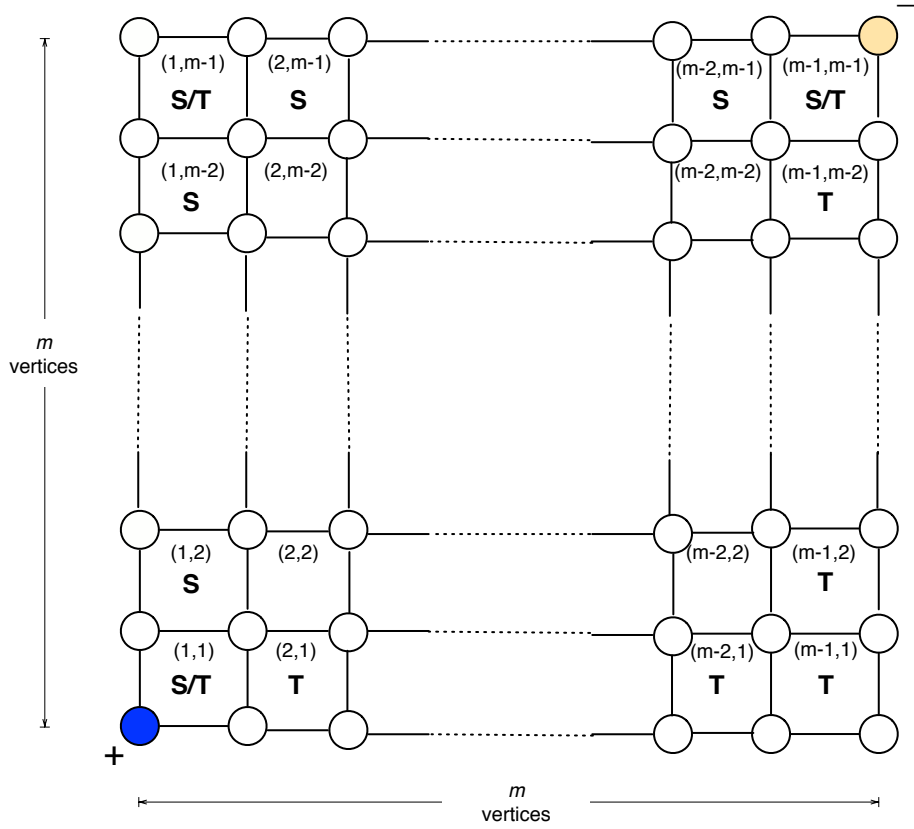 −
(1,m-1) (2,m-1) (m-2,m-1) (m-1,m-1)
S/T S S S/T
(1,m-2) (2,m-2) (m-2,m-2) (m-1,m-2)
S T
m
vertices
(1,2) (2,2) (m-2,2) (m-1,2)
S T
(1,1) (2,1) (m-2,1) (m-1,1)
S/T T T T
+
m
vertices